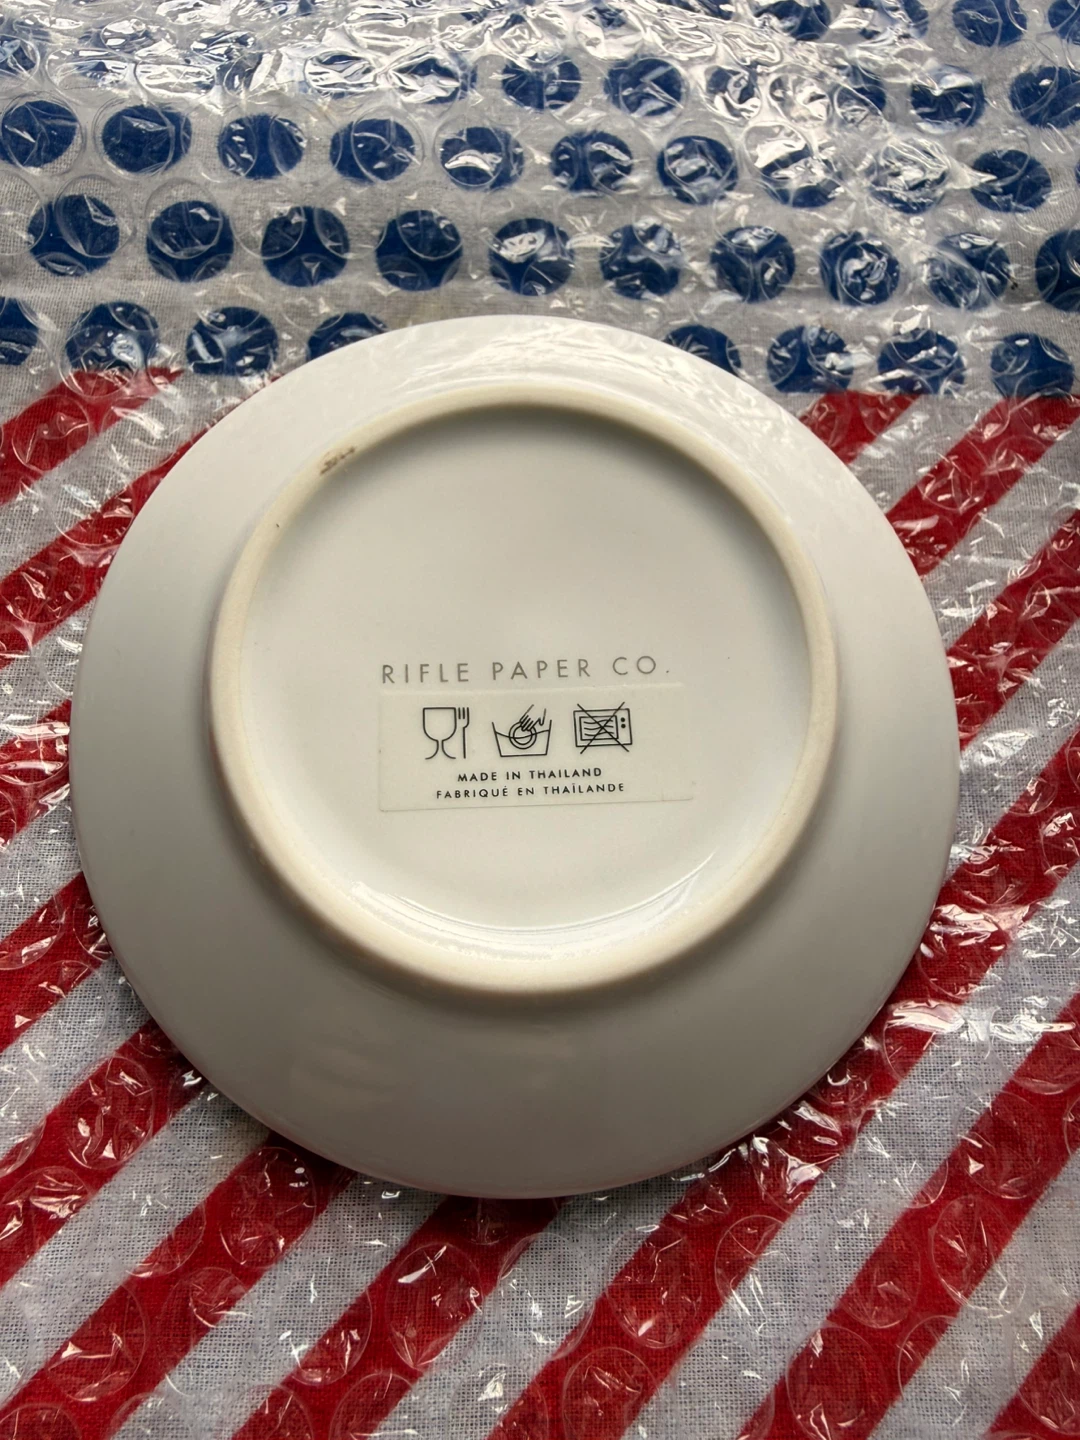 RIFLE PAPER CO.
MADE IN THAILAND
FABRIQUÉ EN THAÏLANDE